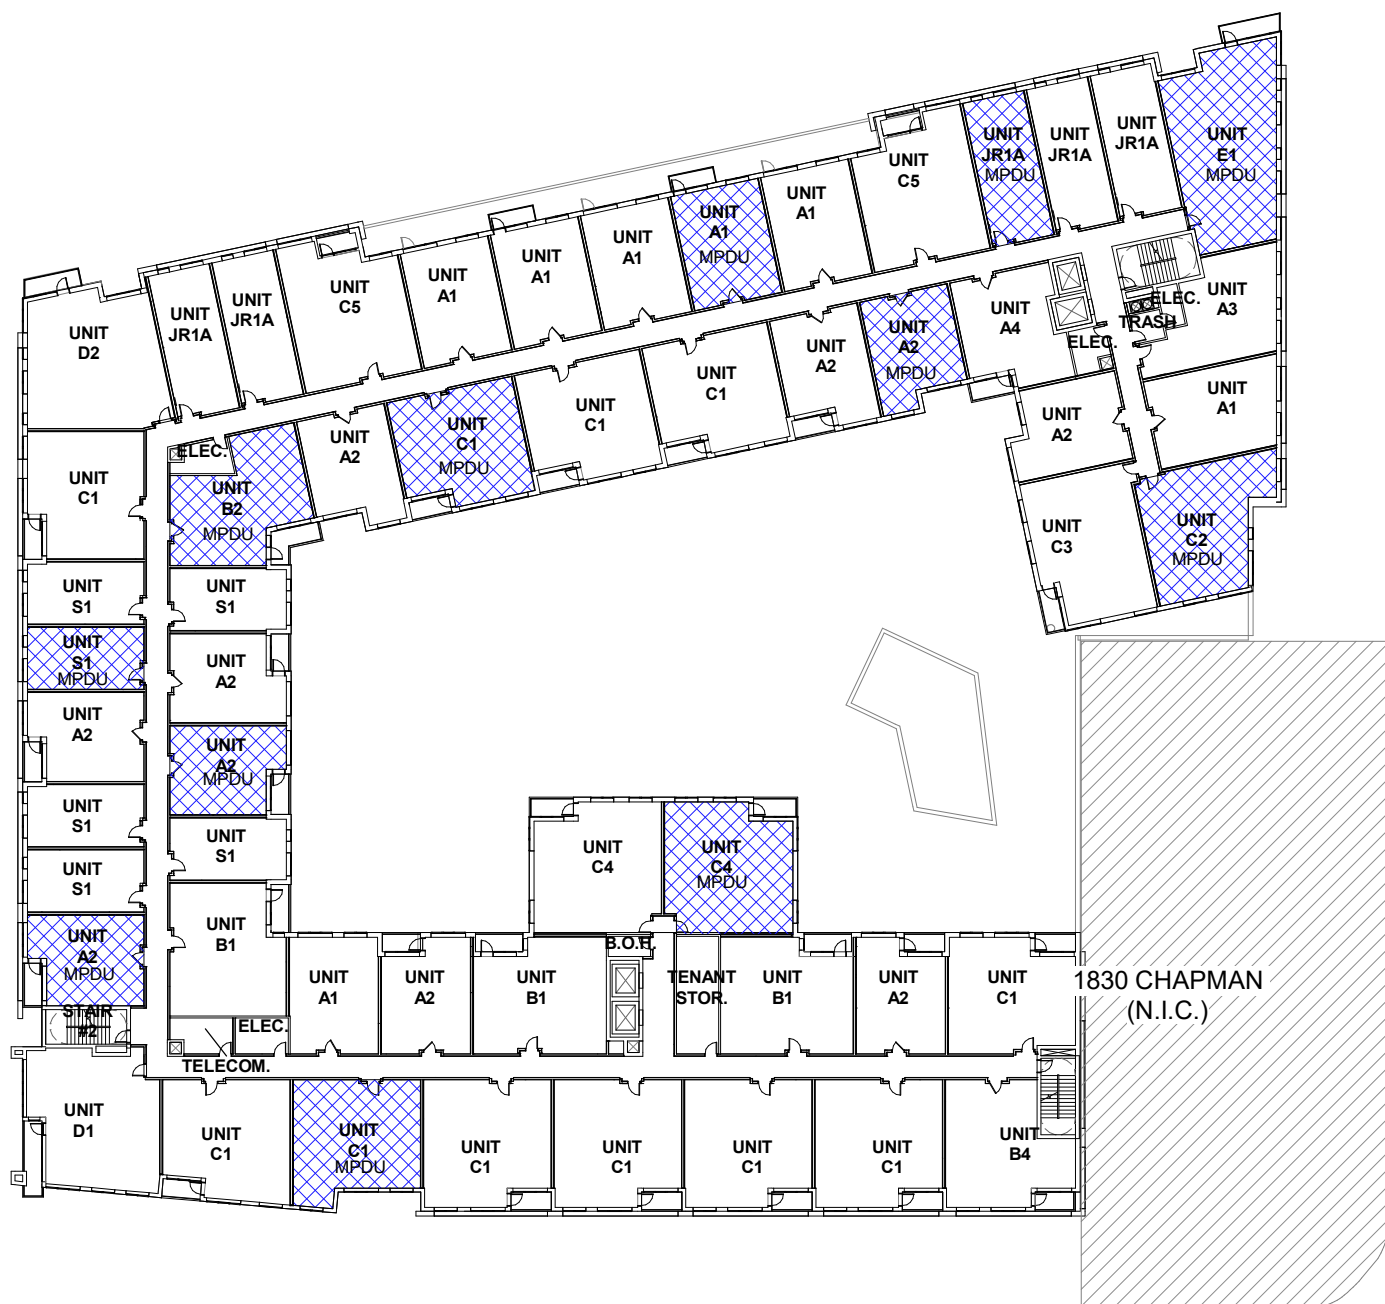 UNIT
JR1A
MPDU
UNIT
JR1A
UNIT
JR1A
UNIT
E1
MPDU
UNIT
C5
UNIT
A1
UNIT
A1
MPDU
UNIT
A1
UNIT
A1
UNIT
A1
UNIT
C5
UNIT
JR1A
UNIT
JR1A
UNIT
D2
UNIT
A4
ELEC.
TRASH
ELEC.
UNIT
A3
UNIT
A2
MPDU
UNIT
A2
UNIT
C1
UNIT
C1
UNIT
C1
MPDU
UNIT
A2
UNIT
A2
UNIT
A1
ELEC.
UNIT
B2
MPDU
UNIT
C1
UNIT
C3
UNIT
C2
MPDU
UNIT
S1
UNIT
S1
UNIT
S1
MPDU
UNIT
A2
UNIT
A2
UNIT
A2
MPDU
UNIT
S1
UNIT
S1
UNIT
S1
UNIT
C4
UNIT
C4
MPDU
UNIT
A2
MPDU
UNIT
B1
UNIT
A1
UNIT
A2
UNIT
B1
B.O.H.
TENANT
STOR.
UNIT
B1
UNIT
A2
UNIT
C1
1830 CHAPMAN
(N.I.C.)
STAIR
#2
ELEC.
TELECOM.
UNIT
D1
UNIT
C1
UNIT
C1
MPDU
UNIT
C1
UNIT
C1
UNIT
C1
UNIT
C1
UNIT
B4